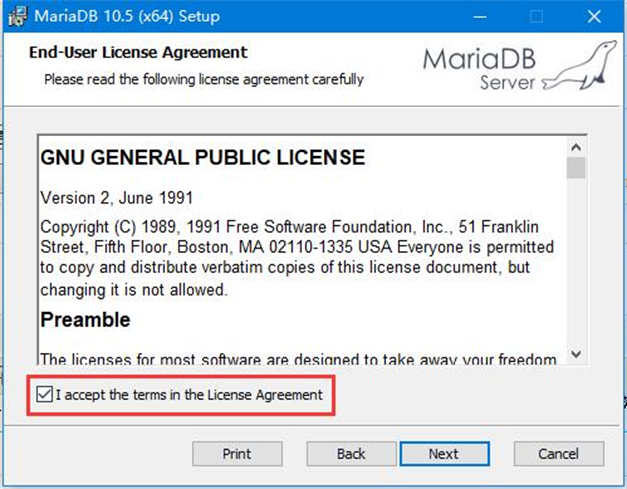 MariaDB 10.5 (x64) Setup
End-User License Agreement
Please read the following license agreement carefully
MariaDB
Server
GNU GENERAL PUBLIC LICENSE
Version 2, June 1991
Copyright (C) 1989, 1991 Free Software Foundation, Inc., 51 Franklin
Street, Fifth Floor, Boston, MA 02110-1335 USA Everyone is permitted
to copy and distribute verbatim copies of this license document, but
changing it is not allowed.
Preamble
The licenses for most software are designed to take away your freedom
I accept the terms in the License Agreement
Print
Back
Next
Cancel